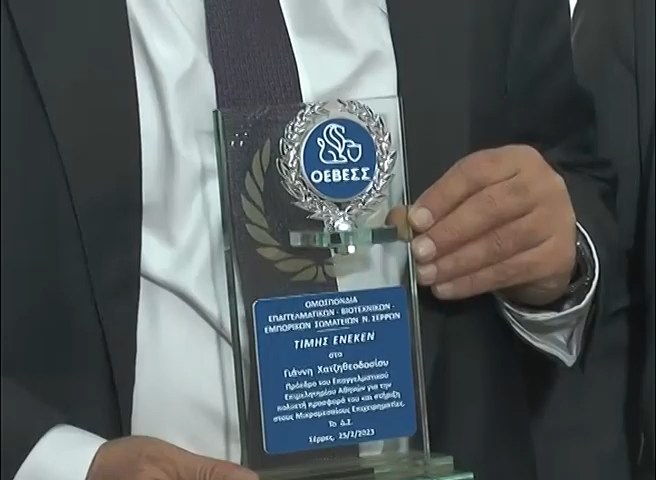 ΟΕΒΕΣΣ
ΟΜΟΣΠΟΝΔΙΑ
ΕΠΑΓΓΕΛΜΑΤΙΚΩΝ - ΒΙΟΤΕΧΝΙΚΩΝ -
ΕΜΠΟΡΙΚΩΝ ΣΩΜΑΤΕΙΩΝ Ν. ΣΕΡΡΩΝ
ΤΙΜΗΣ ΕΝΕΚΕΝ
στο
Γιάννη Χατζηθεοδοσίου
Πρόεδρο του Επαγγελματικού
Επιμελητηρίου Αθηνών για την
πολυετή προσφορά του και στήριξη
στους Μικρομεσαίους Επιχειρηματίες.
Το Δ.Σ.
Σέρρες, 25/2/2023